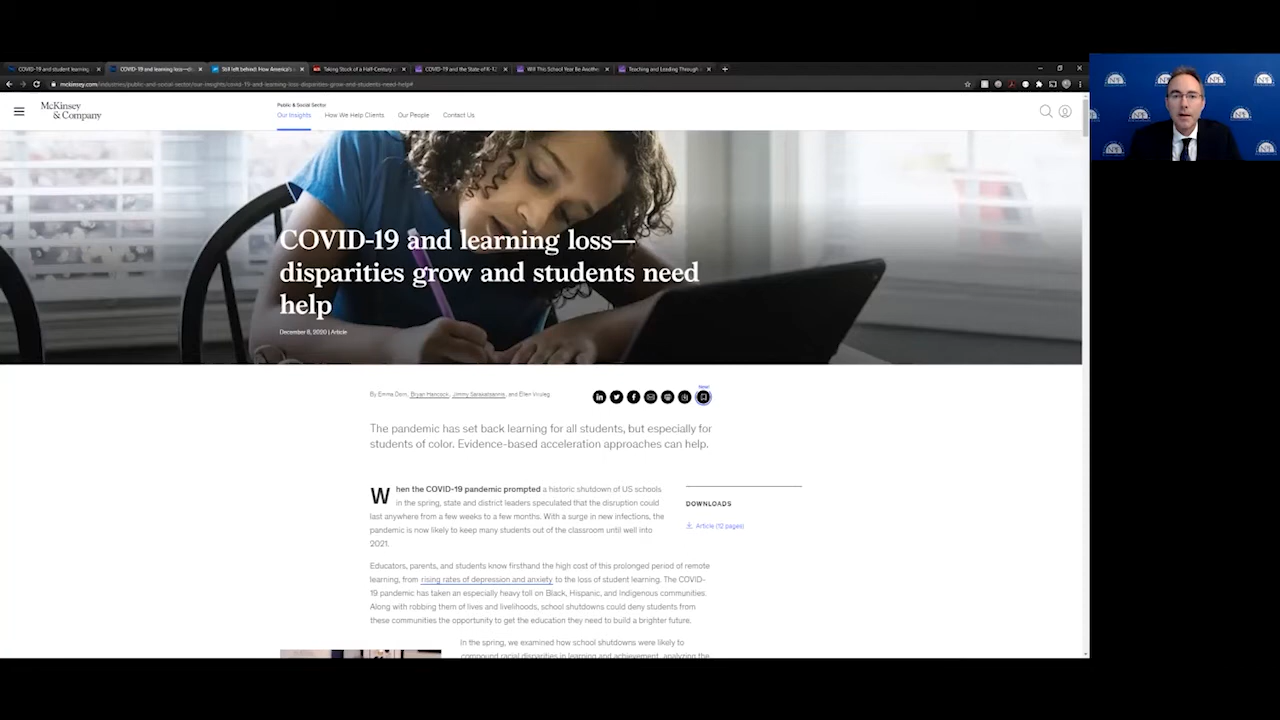 COVID-19 and student learning
COVID-19 and learning loss—di
Still left behind: How America's
Taking Stock of a Half-Century
COVID-19 and the State of K-12
Will This School Year Be Anothe
Teaching and Leading Through
mckinsey.com/industries/public-and-social-sector/our-insights/covid-19-and-learning-loss-disparities-grow-and-students-need-help#
McKinsey
& Company
Public & Social Sector
Our Insights
How We Help Clients
Our People
Contact Us
COVID-19 and learning loss—
disparities grow and students need
help
December 8, 2020 | Article
By Emma Dorn, Bryan Hancock, Jimmy Sarakatsannis, and Ellen Viruleg
New!
The pandemic has set back learning for all students, but especially for
students of color. Evidence-based acceleration approaches can help.
When the COVID-19 pandemic prompted a historic shutdown of US schools
in the spring, state and district leaders speculated that the disruption could
last anywhere from a few weeks to a few months. With a surge in new infections, the
pandemic is now likely to keep many students out of the classroom until well into
2021.
DOWNLOADS
Article (12 pages)
Educators, parents, and students know firsthand the high cost of this prolonged period of remote
learning, from rising rates of depression and anxiety to the loss of student learning. The COVID-
19 pandemic has taken an especially heavy toll on Black, Hispanic, and Indigenous communities.
Along with robbing them of lives and livelihoods, school shutdowns could deny students from
these communities the opportunity to get the education they need to build a brighter future.
In the spring, we examined how school shutdowns were likely to
compound racial disparities in learning and achievement, analyzing the